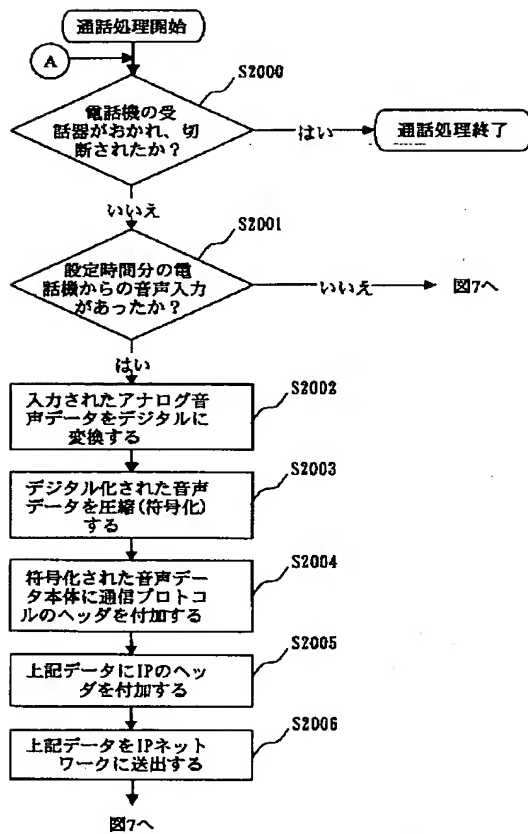 通話処理開始
A
S2000
電話機の受
話器がおかれ、切
断されたか？
はい
通話処理終了
いいえ
S2001
設定時間分の電
話機からの音声入力
があったか？
いいえ
図7へ
はい
S2002
入力されたアナログ音
声データをデジタルに
変換する
S2003
デジタル化された音声
データを圧縮(符号化)
する
S2004
符号化された音声デー
タ本体に通信プロトコ
ルのヘッダを付加する
S2005
上記データにIPのヘッ
ダを付加する
S2006
上記データをIPネット
ワークに送出する
図7へ